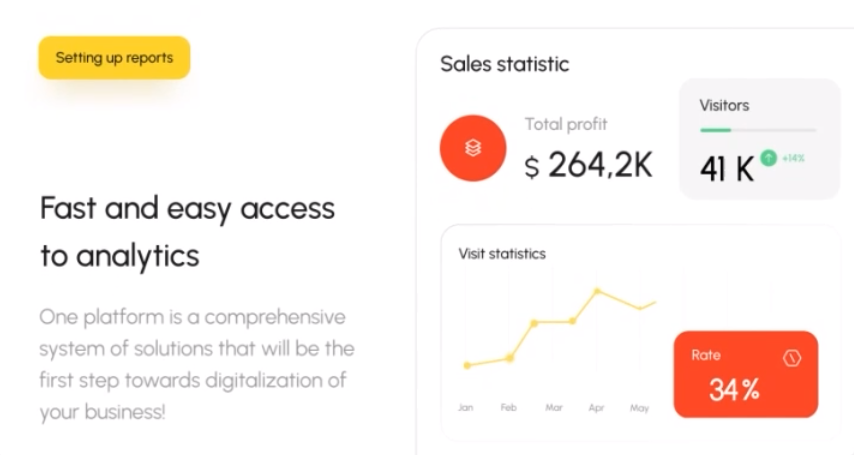 Setting up reports
Fast and easy access
to analytics
One platform is a comprehensive
system of solutions that will be the
first step towards digitalization of
your business!
Sales statistic
Total profit
$ 264,2K
Visitors
41 K +14%
Visit statistics
Jan Feb Mar Apr May
Rate
34%